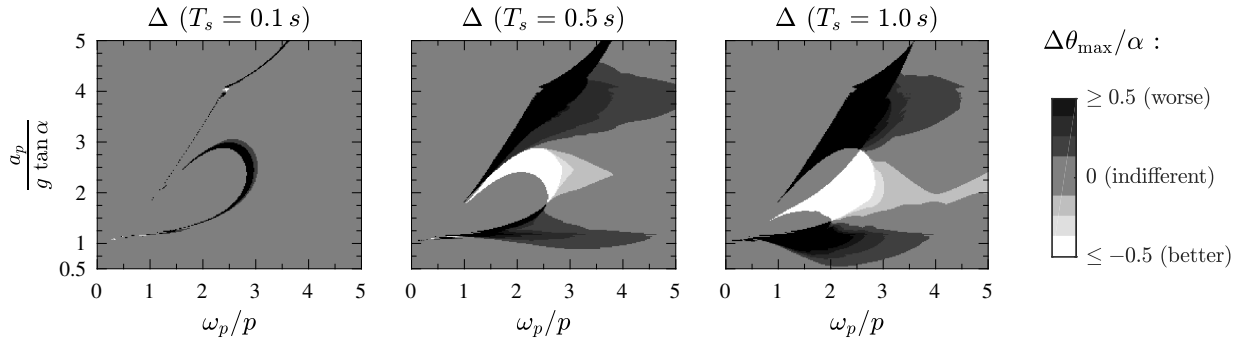 Δ (T_s = 0.1 s)
Δ (T_s = 0.5 s)
Δ (T_s = 1.0 s)
Δθ_max/α :
a_p
g tan α
5
4
3
2
1
0.5
≥ 0.5 (worse)
0 (indifferent)
≤ −0.5 (better)
0 1 2 3 4 5
0 1 2 3 4 5
0 1 2 3 4 5
ω_p/p
ω_p/p
ω_p/p